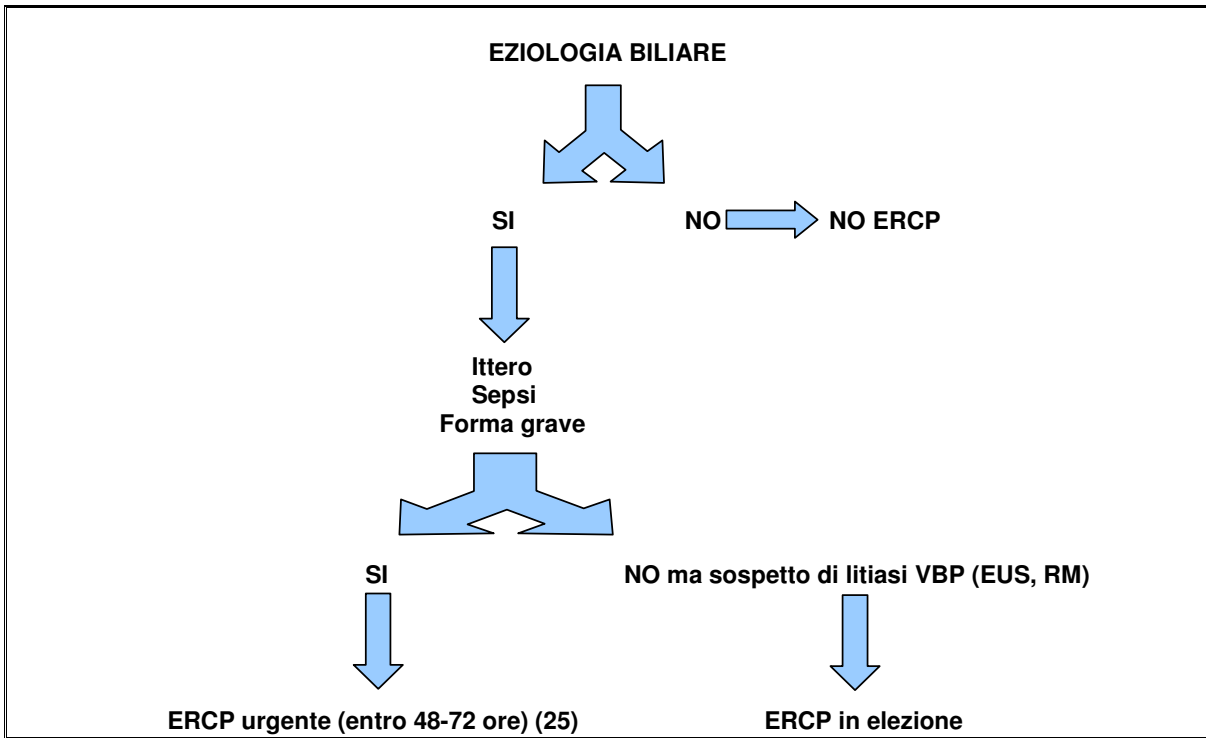 EZIOLOGIA BILIARE
SI
NO
NO ERCP
Ittero
Sepsi
Forma grave
SI
NO ma sospetto di litiasi VBP (EUS, RM)
ERCP urgente (entro 48-72 ore) (25)
ERCP in elezione